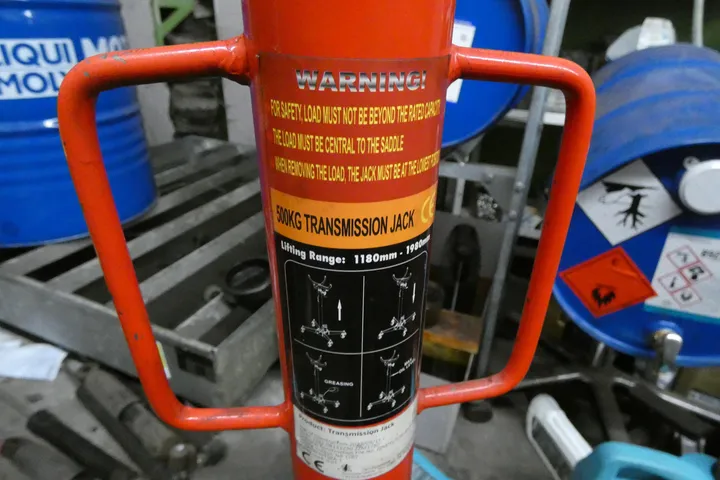 LIQUI
MOLY
WARNING!
FOR SAFETY, LOAD MUST NOT BE BEYOND THE RATED CAPACITY
THE LOAD MUST BE CENTRAL TO THE SADDLE
WHEN REMOVING THE LOAD, THE JACK MUST BE AT THE LOWEST
500KG TRANSMISSION JACK CE
Lifting Range: 1180mm - 1980mm
GREASING
Product: Transmission Jack
CE